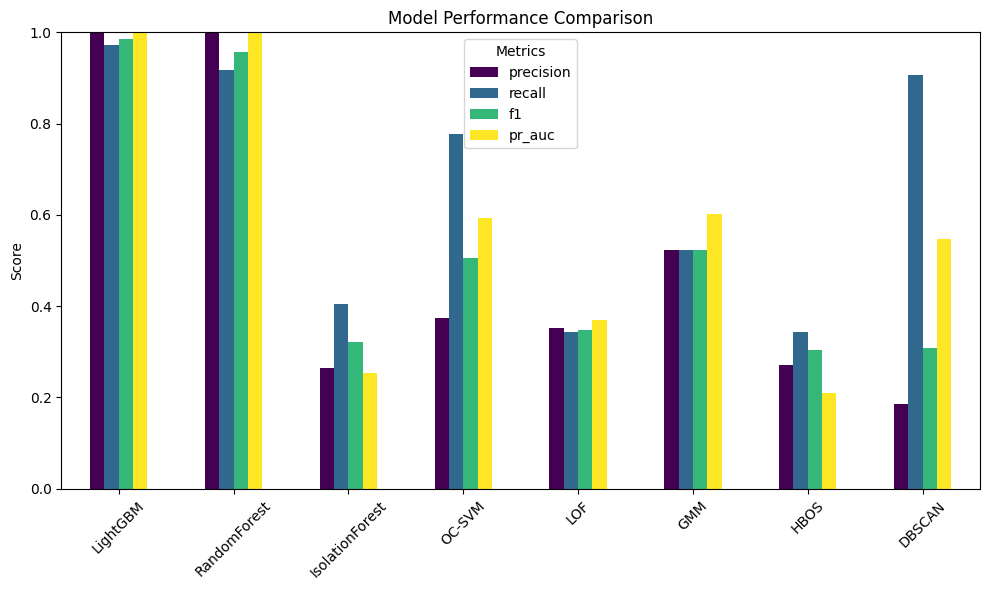 Model Performance Comparison
Metrics
precision
recall
f1
pr_auc
Score
1.0
0.8
0.6
0.4
0.2
0.0
LightGBM
RandomForest
IsolationForest
OC-SVM
LOF
GMM
HBOS
DBSCAN